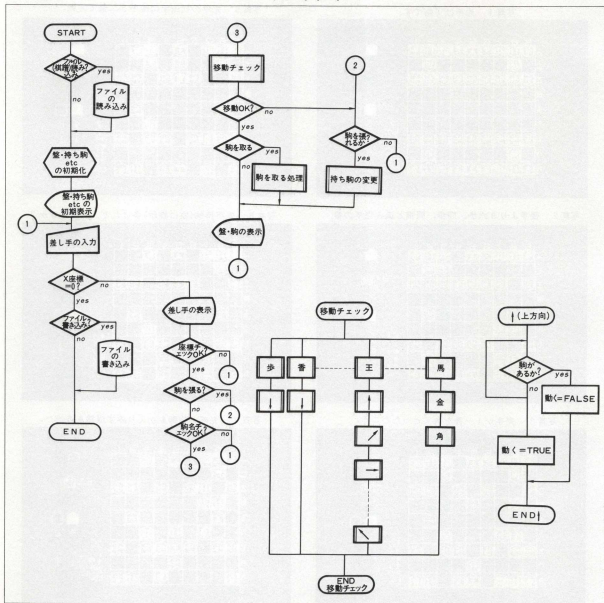 START
ファイル
(棋譜)読み?
込み
yes
no
ファイル
の
読み込み
盤・持ち駒
etc
の初期化
盤・持ち駒
etcの
初期表示
1
差し手の入力
X座標
=0?
no
yes
ファイル?
書き込み
yes
no
ファイル
の
書き込み
END
差し手の表示
座標チ?
ェックOK
no
1
yes
駒を張る?
yes
2
no
駒名チ?
ェックOK
no
1
yes
3
3
移動チェック
移動OK?
no
yes
駒を取る
yes
no
駒を取る処理
盤・駒の表示
1
2
駒を張?
れるか
no
1
yes
持ち駒の変更
移動チェック
歩
香
王
馬
↓
↓
↑
金
↗
角
→
↖
END
移動チェック
↑(上方向)
駒が
あるか?
yes
no
動く=FALSE
動く=TRUE
END↑